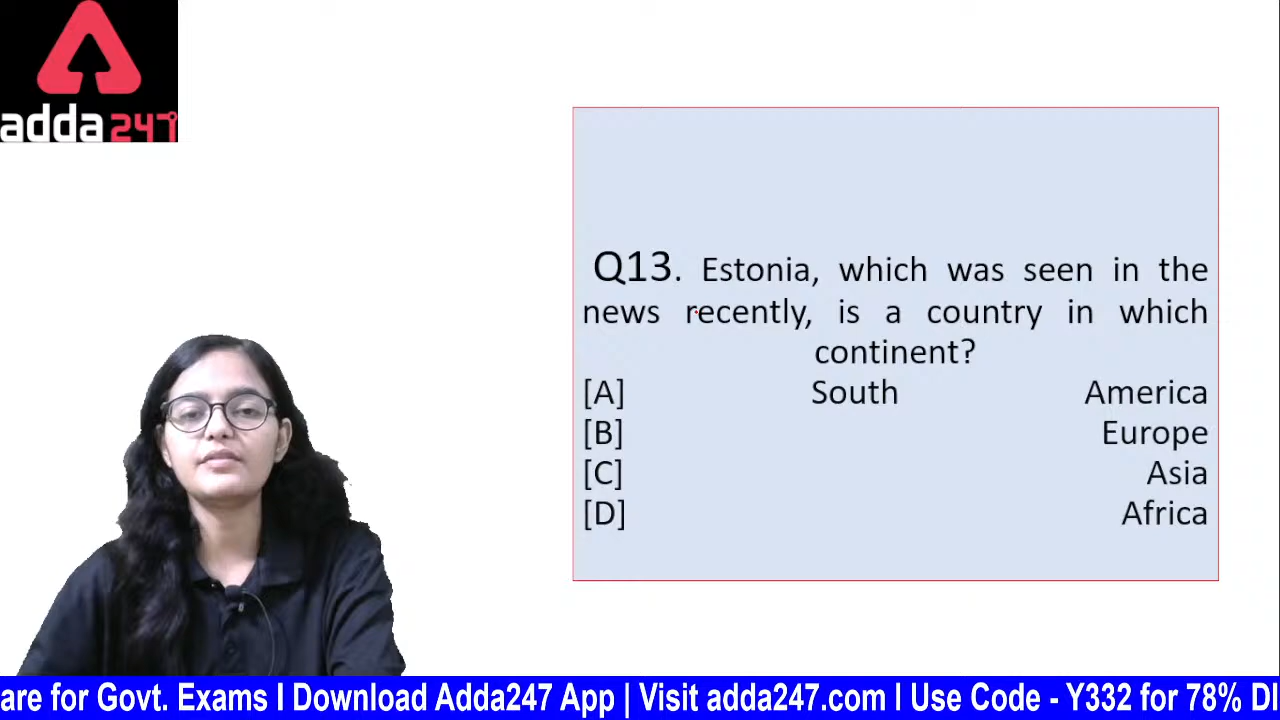 adda247
Q13. Estonia, which was seen in the
news recently, is a country in which
continent?
[A] South America
[B] Europe
[C] Asia
[D] Africa
are for Govt. Exams I Download Adda247 App | Visit adda247.com I Use Code - Y332 for 78% DI